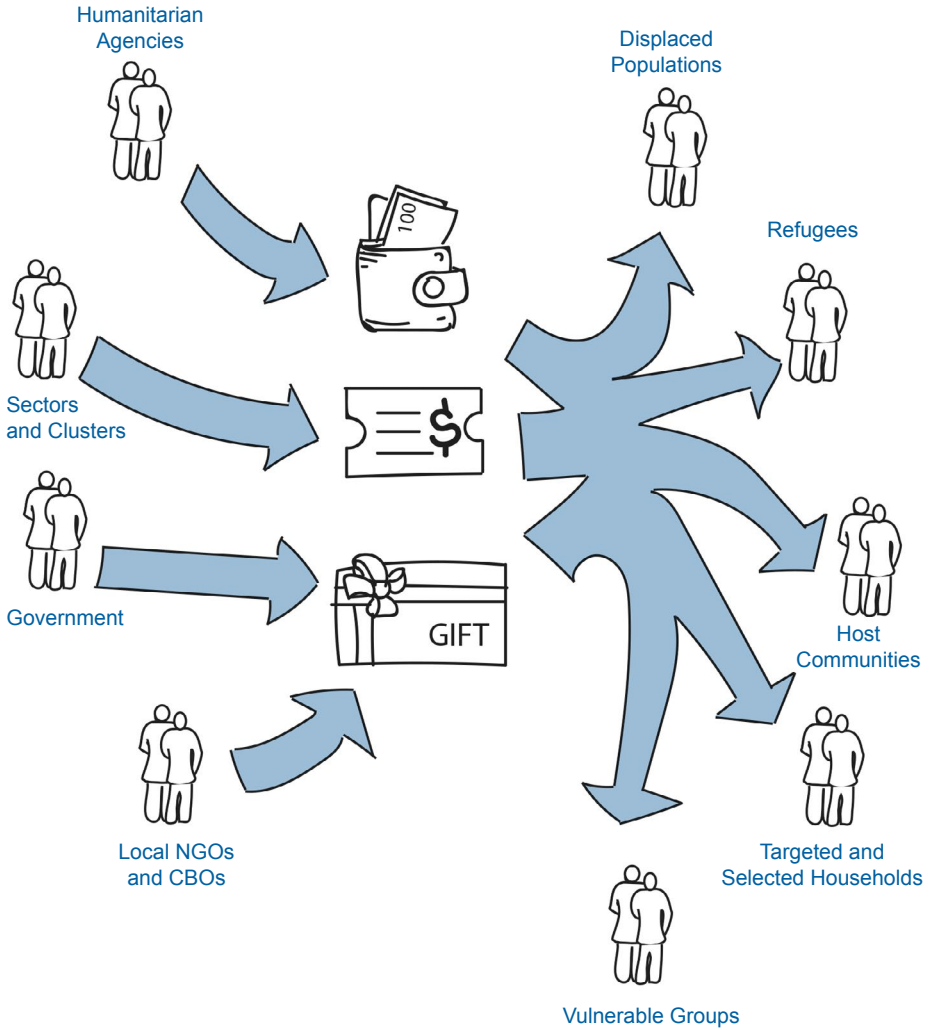 Humanitarian
Agencies
Displaced
Populations
100
Refugees
Sectors
and Clusters
$
Government
GIFT
Host
Communities
Local NGOs
and CBOs
Targeted and
Selected Households
Vulnerable Groups